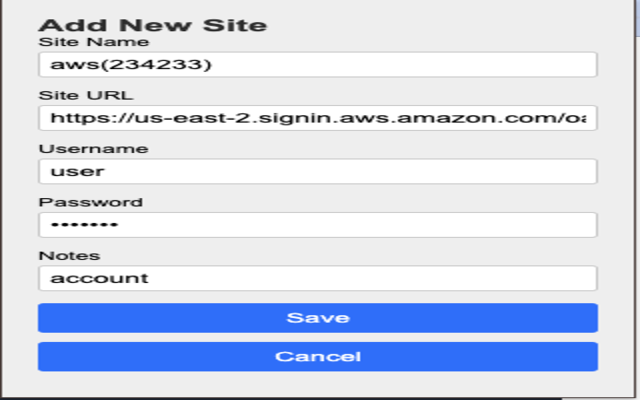 Add New Site
Site Name
aws(234233)
Site URL
https://us-east-2.signin.aws.amazon.com/oa
Username
user
Password
•••••••
Notes
account
Save
Cancel